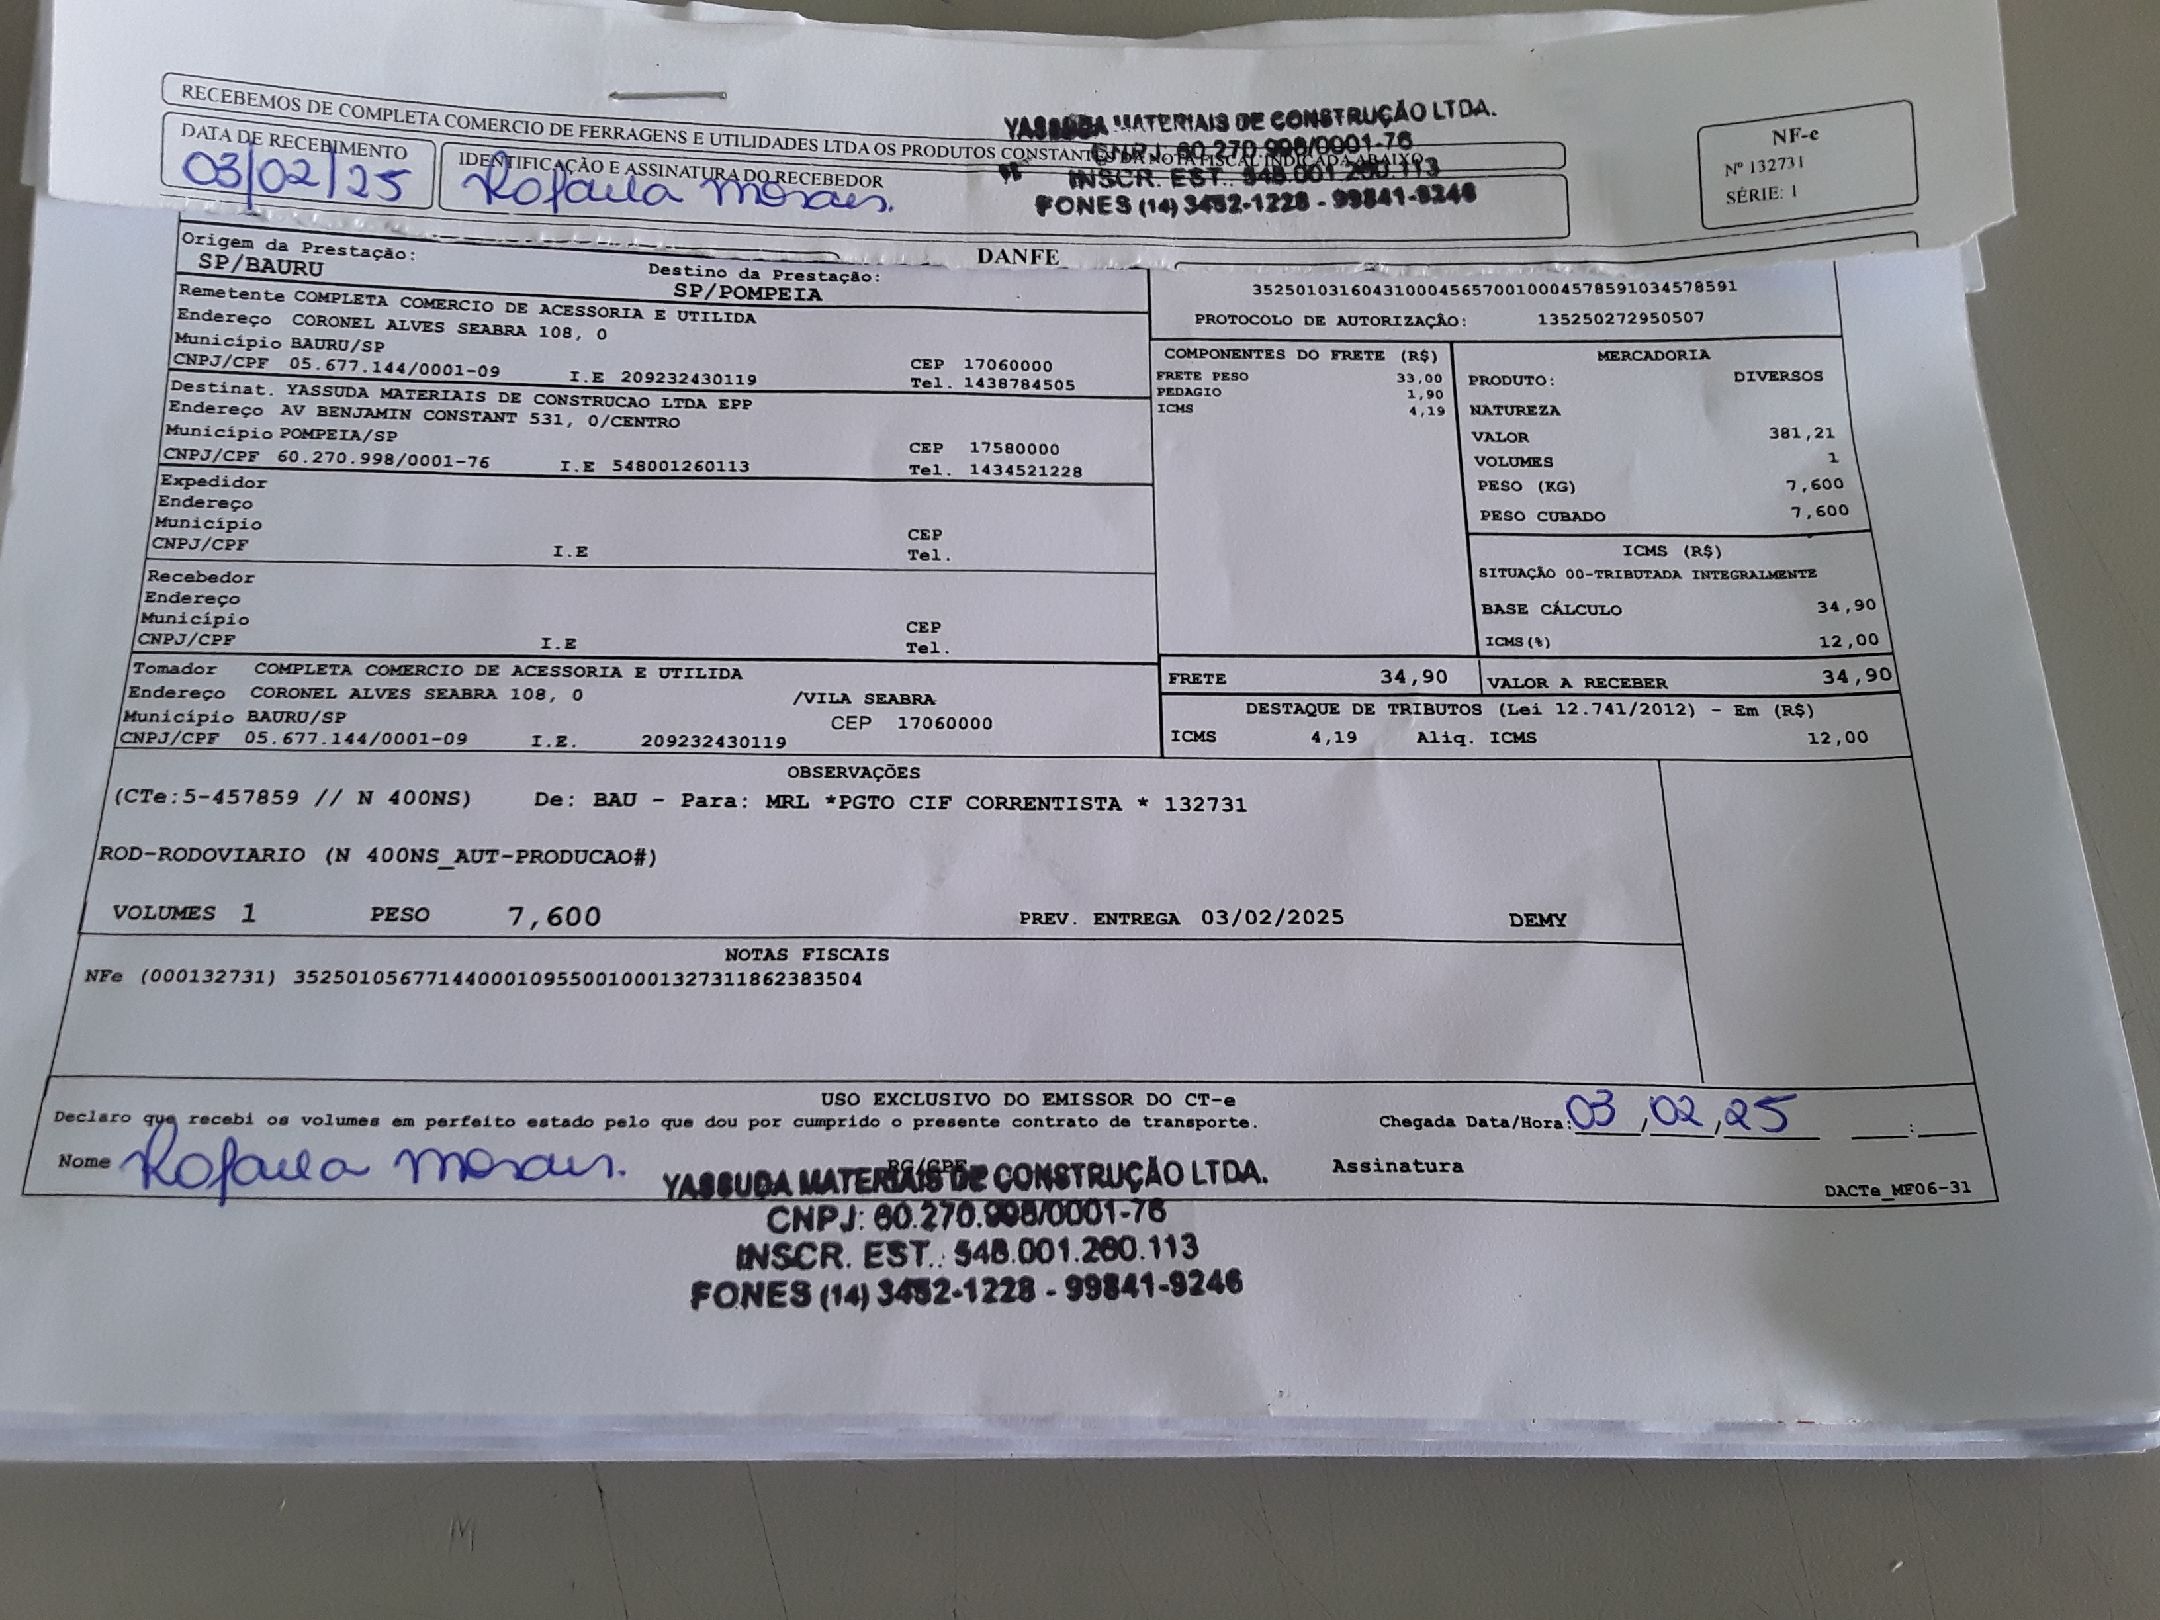 RECEBEMOS DE COMPLETA COMERCIO DE FERRAGENS E UTILIDADES LTDA OS PRODUTOS CONSTANTES DA NOTA FISCAL INDICADA ABAIXO
YASSUDA MATERIAIS DE CONSTRUÇÃO LTDA.
CNPJ: 60.270.998/0001-76
INSCR. EST.: 548.001.260.113
FONES (14) 3452-1228 - 99841-9246
NF-e
Nº 132731
SÉRIE: 1
DATA DE RECEBIMENTO
03/02/25
IDENTIFICAÇÃO E ASSINATURA DO RECEBEDOR
Rafaela Morais.
DANFE
Origem da Prestação:
SP/BAURU
Destino da Prestação:
SP/POMPEIA
Remetente COMPLETA COMERCIO DE ACESSORIA E UTILIDA
Endereço CORONEL ALVES SEABRA 108, 0
Município BAURU/SP
CEP 17060000
CNPJ/CPF 05.677.144/0001-09 I.E 209232430119 Tel. 1438784505
Destinat. YASSUDA MATERIAIS DE CONSTRUCAO LTDA EPP
Endereço AV BENJAMIN CONSTANT 531, 0/CENTRO
Município POMPEIA/SP
CEP 17580000
CNPJ/CPF 60.270.998/0001-76 I.E 548001260113 Tel. 1434521228
Expedidor
Endereço
Município
CEP
CNPJ/CPF I.E Tel.
Recebedor
Endereço
Município
CEP
CNPJ/CPF I.E Tel.
Tomador COMPLETA COMERCIO DE ACESSORIA E UTILIDA
Endereço CORONEL ALVES SEABRA 108, 0 /VILA SEABRA
Município BAURU/SP CEP 17060000
CNPJ/CPF 05.677.144/0001-09 I.E. 209232430119
35250103160431000456570010004578591034578591
PROTOCOLO DE AUTORIZAÇÃO: 135250272950507
COMPONENTES DO FRETE (R$)
FRETE PESO 33,00
PEDAGIO 1,90
ICMS 4,19
MERCADORIA
PRODUTO: DIVERSOS
NATUREZA
VALOR 381,21
VOLUMES 1
PESO (KG) 7,600
PESO CUBADO 7,600
ICMS (R$)
SITUAÇÃO 00-TRIBUTADA INTEGRALMENTE
BASE CÁLCULO 34,90
ICMS(%) 12,00
FRETE 34,90
VALOR A RECEBER 34,90
DESTAQUE DE TRIBUTOS (Lei 12.741/2012) - Em (R$)
ICMS 4,19 Aliq. ICMS 12,00
OBSERVAÇÕES
(CTe:5-457859 // N 400NS) De: BAU - Para: MRL *PGTO CIF CORRENTISTA * 132731
ROD-RODOVIARIO (N 400NS_AUT-PRODUCAO#)
VOLUMES 1 PESO 7,600 PREV. ENTREGA 03/02/2025 DEMY
NOTAS FISCAIS
NFe (000132731) 35250105677144000109550010001327311862383504
USO EXCLUSIVO DO EMISSOR DO CT-e
Declaro que recebi os volumes em perfeito estado pelo que dou por cumprido o presente contrato de transporte.
Chegada Data/Hora: 03,02,25 :
Nome Rafaela Morais. RG/CPF Assinatura
DACTe_MF06-31
YASSUDA MATERIAIS DE CONSTRUÇÃO LTDA.
CNPJ: 60.270.998/0001-76
INSCR. EST.: 548.001.260.113
FONES (14) 3452-1228 - 99841-9246